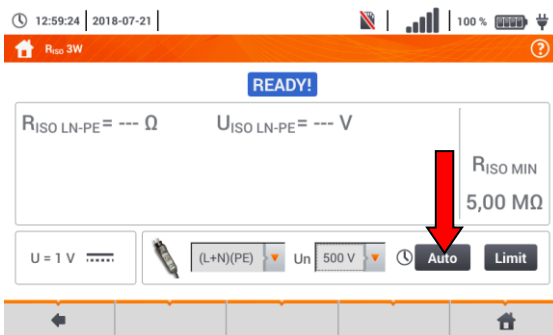 12:59:24 2018-07-21 100 %
RISO 3W ?
READY!
RISO LN-PE= --- Ω UISO LN-PE= --- V
RISO MIN
5,00 MΩ
U = 1 V (L+N)(PE) Un 500 V Auto Limit